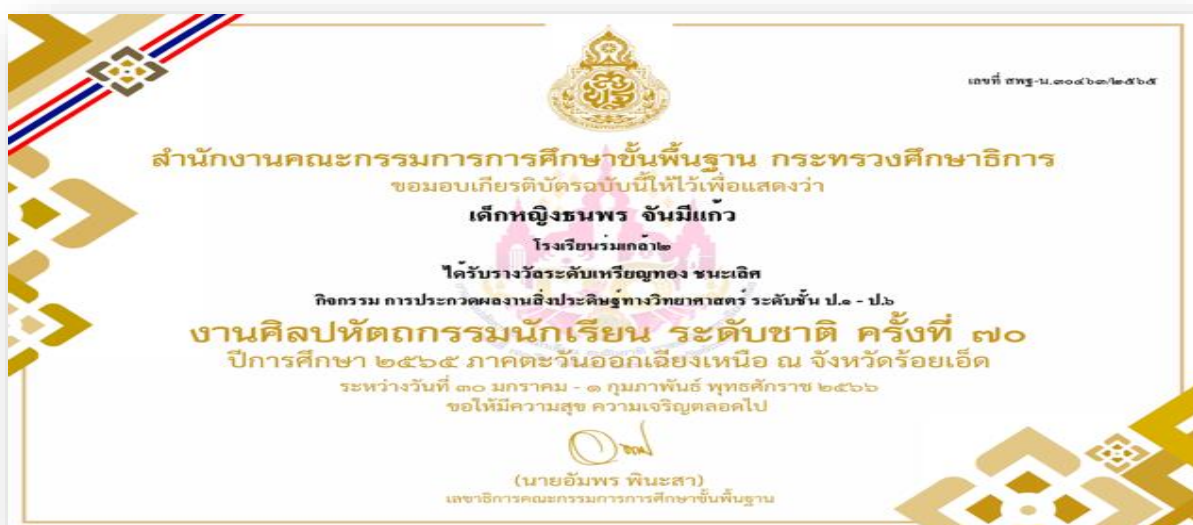 เลขที่ สพฐ-น.๓๐๔๖๓/๒๕๖๕
สำนักงานคณะกรรมการการศึกษาขั้นพื้นฐาน กระทรวงศึกษาธิการ
ขอมอบเกียรติบัตรฉบับนี้ให้ไว้เพื่อแสดงว่า
เด็กหญิงธนพร จันมีแก้ว
โรงเรียนร่มเกล้า๒
ได้รับรางวัลระดับเหรียญทอง ชนะเลิศ
กิจกรรม การประกวดผลงานสิ่งประดิษฐ์ทางวิทยาศาสตร์ ระดับชั้น ป.๑ - ป.๖
งานศิลปหัตถกรรมนักเรียน ระดับชาติ ครั้งที่ ๗๐
ปีการศึกษา ๒๕๖๕ ภาคตะวันออกเฉียงเหนือ ณ จังหวัดร้อยเอ็ด
ระหว่างวันที่ ๓๐ มกราคม - ๑ กุมภาพันธ์ พุทธศักราช ๒๕๖๖
ขอให้มีความสุข ความเจริญตลอดไป
(นายอัมพร พินะสา)
เลขาธิการคณะกรรมการการศึกษาขั้นพื้นฐาน